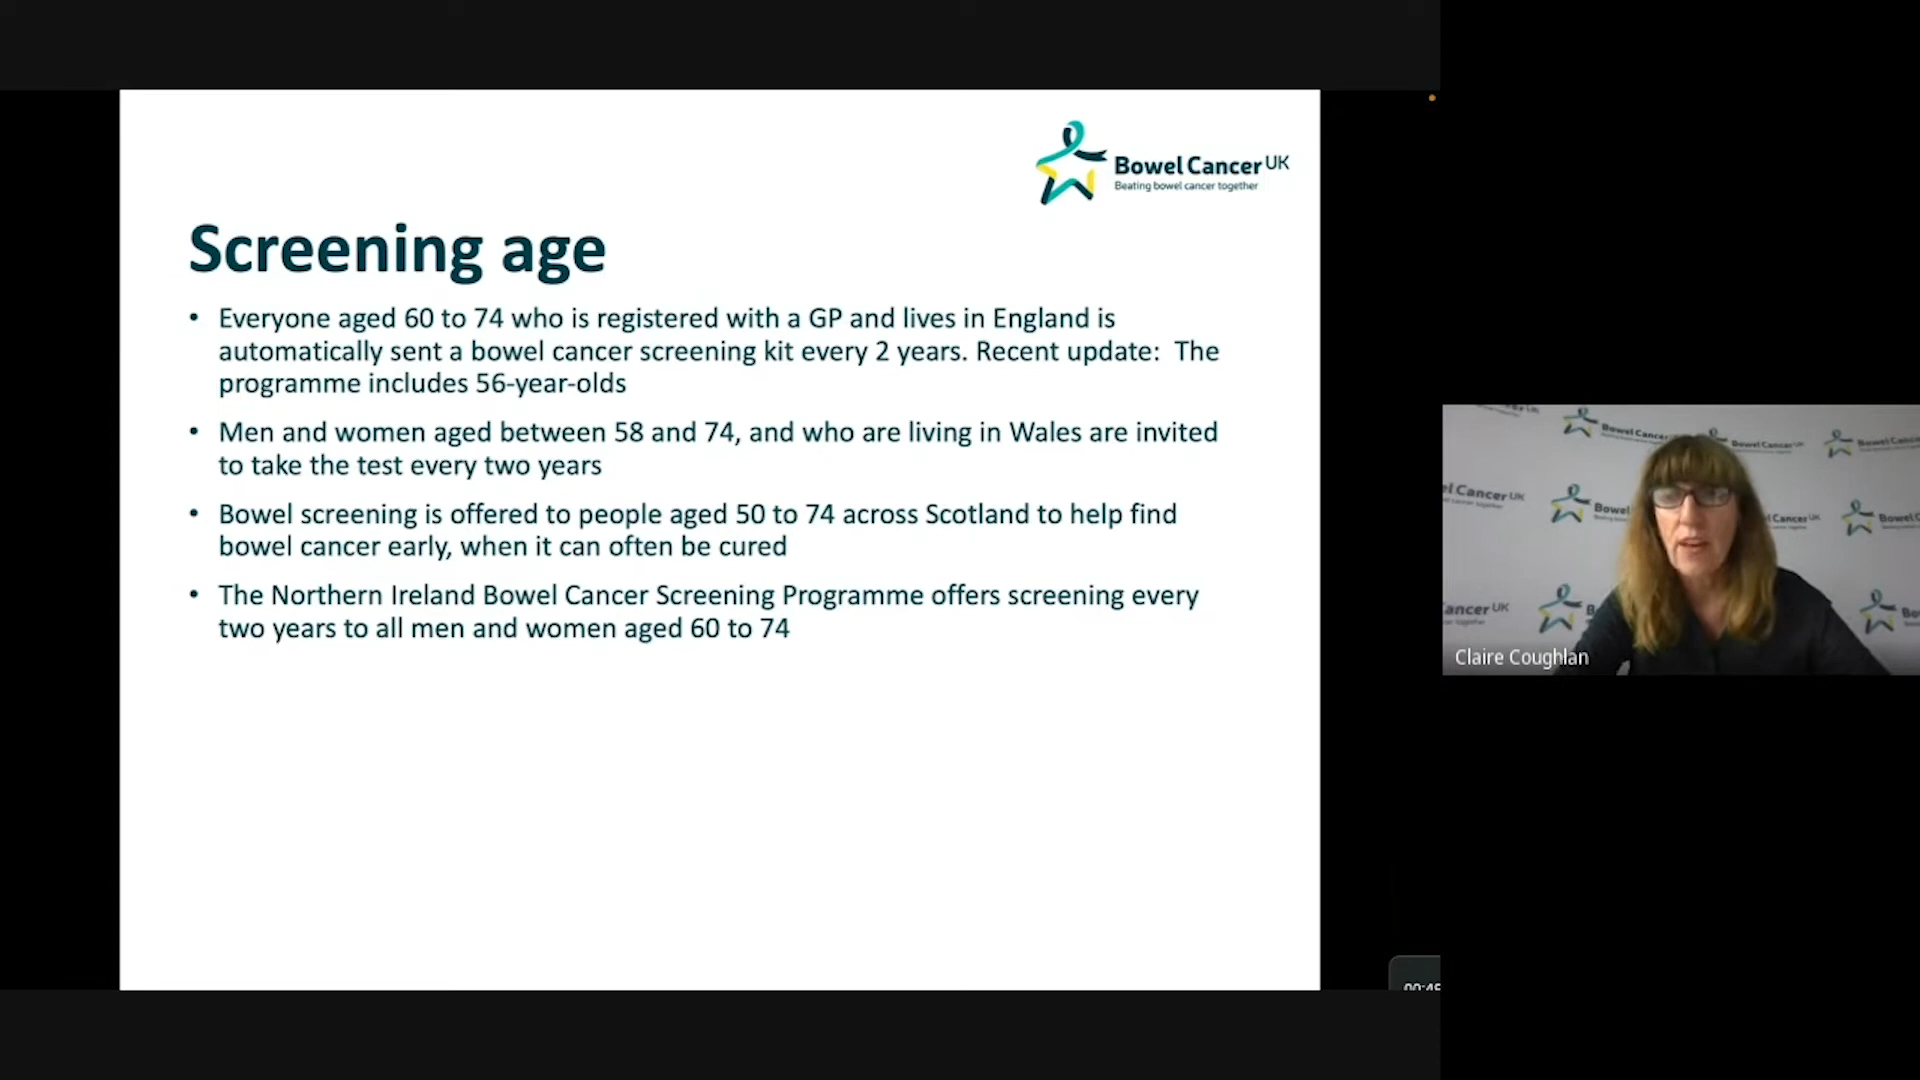 Bowel Cancer UK
Beating bowel cancer together
Screening age
• Everyone aged 60 to 74 who is registered with a GP and lives in England is
automatically sent a bowel cancer screening kit every 2 years. Recent update: The
programme includes 56-year-olds
• Men and women aged between 58 and 74, and who are living in Wales are invited
to take the test every two years
• Bowel screening is offered to people aged 50 to 74 across Scotland to help find
bowel cancer early, when it can often be cured
• The Northern Ireland Bowel Cancer Screening Programme offers screening every
two years to all men and women aged 60 to 74
Claire Coughlan